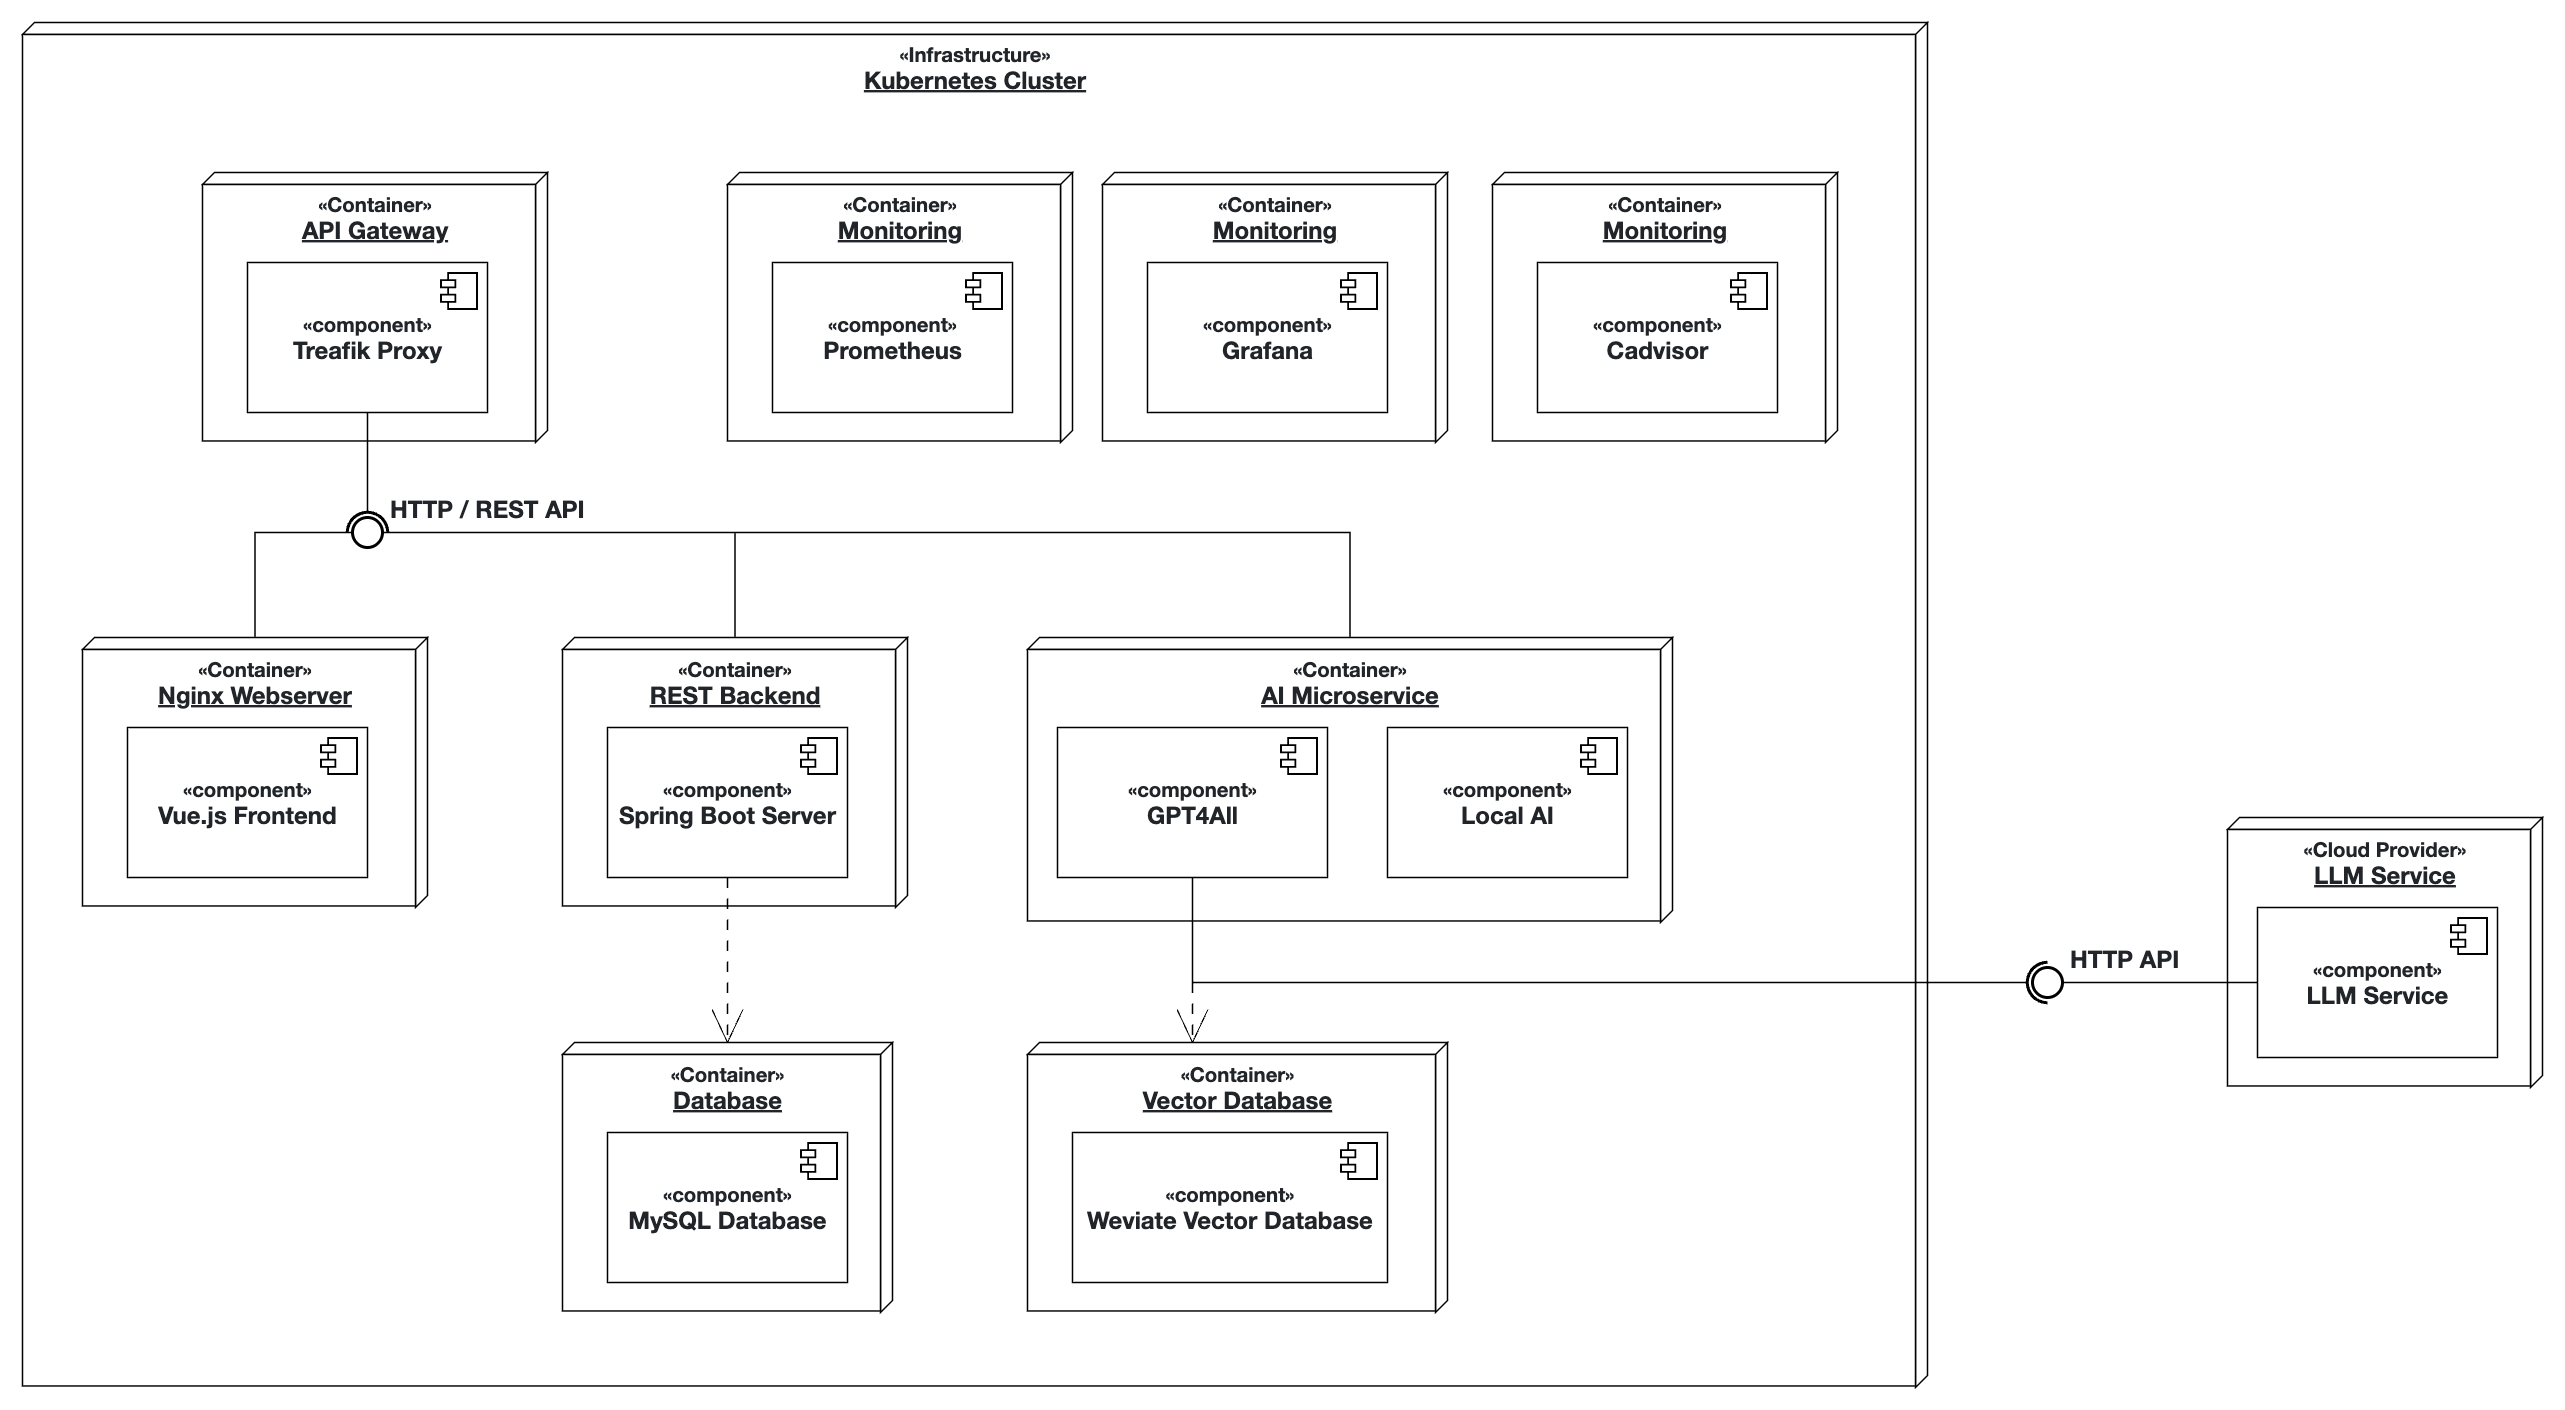 «Infrastructure»
Kubernetes Cluster
«Container»
API Gateway
«component»
Treafik Proxy
«Container»
Monitoring
«component»
Prometheus
«Container»
Monitoring
«component»
Grafana
«Container»
Monitoring
«component»
Cadvisor
HTTP / REST API
«Container»
Nginx Webserver
«component»
Vue.js Frontend
«Container»
REST Backend
«component»
Spring Boot Server
«Container»
AI Microservice
«component»
GPT4All
«component»
Local AI
«Cloud Provider»
LLM Service
HTTP API
«component»
LLM Service
«Container»
Database
«component»
MySQL Database
«Container»
Vector Database
«component»
Weviate Vector Database